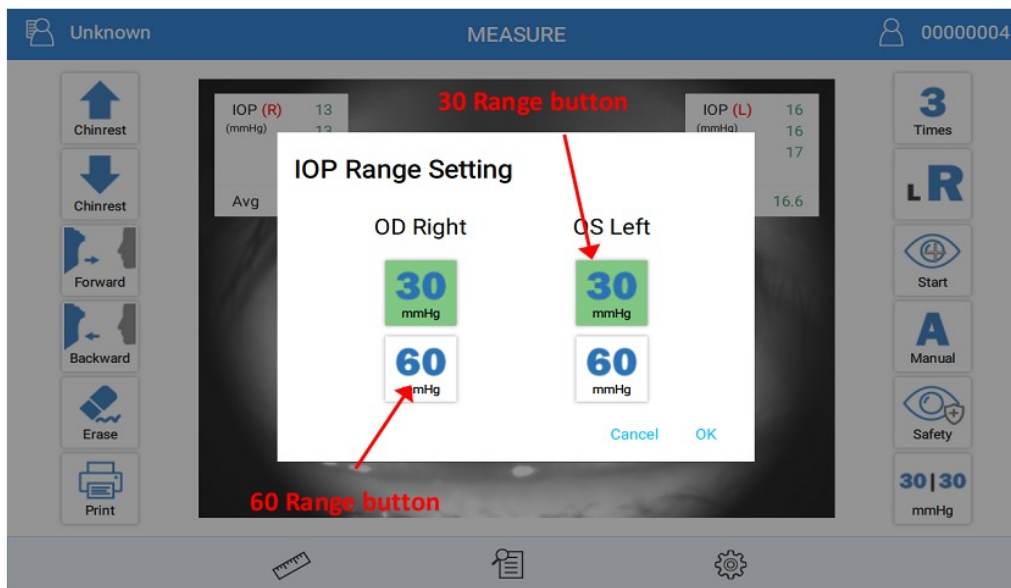 Unknown
MEASURE
00000004
Chinrest
Chinrest
Forward
Backward
Erase
Print
IOP (R) 13
(mmHg) 13
Avg
30 Range button
IOP (L) 16
(mmHg) 16
17
16.6
IOP Range Setting
OD Right
OS Left
30
mmHg
30
mmHg
60
mmHg
60
mmHg
Cancel
OK
60 Range button
3
Times
L R
Start
A
Manual
Safety
30|30
mmHg